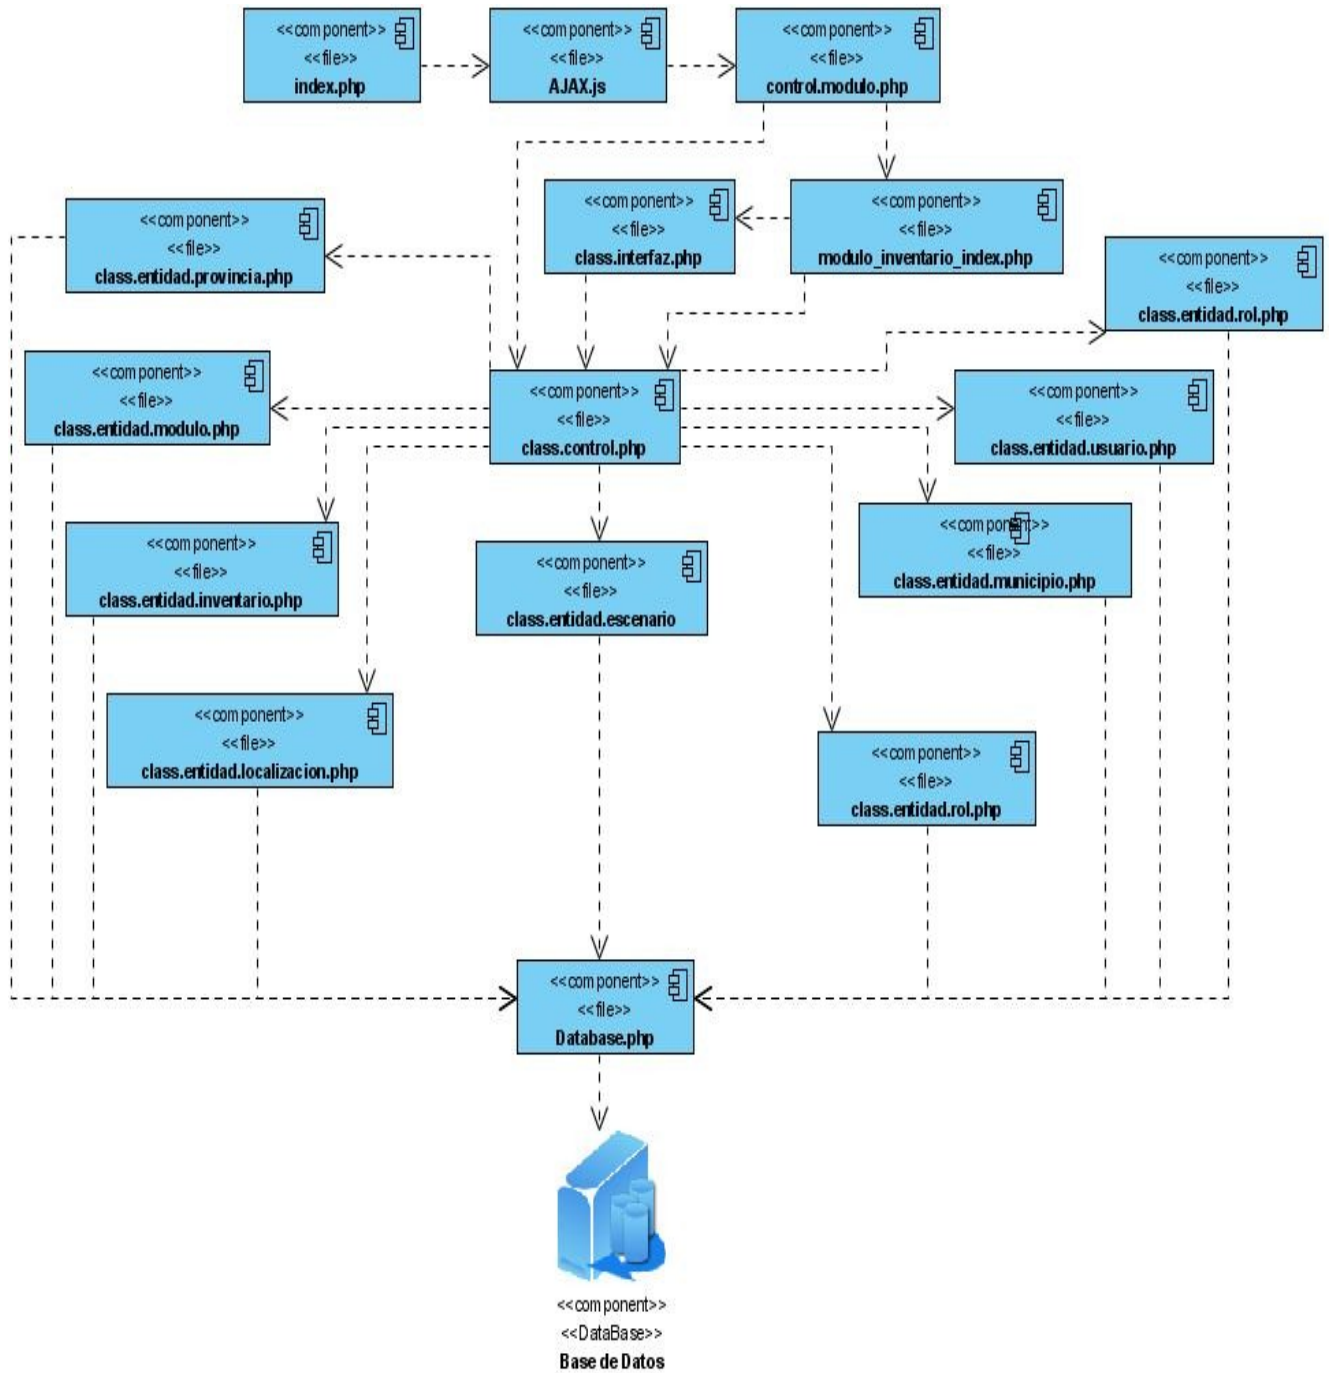 <<component>>
<<file>>
index.php
<<component>>
<<file>>
AJAX.js
<<component>>
<<file>>
control.modulo.php
<<component>>
<<file>>
class.entidad.provincia.php
<<component>>
<<file>>
class.interfaz.php
<<component>>
<<file>>
modulo_inventario_index.php
<<component>>
<<file>>
class.entidad.rol.php
<<component>>
<<file>>
class.entidad.modulo.php
<<component>>
<<file>>
class.control.php
<<component>>
<<file>>
class.entidad.usuario.php
<<component>>
<<file>>
class.entidad.inventario.php
<<component>>
<<file>>
class.entidad.escenario
<<component>>
<<file>>
class.entidad.municipio.php
<<component>>
<<file>>
class.entidad.localizacion.php
<<component>>
<<file>>
class.entidad.rol.php
<<component>>
<<file>>
Database.php
<<component>>
<<DataBase>>
Base de Datos